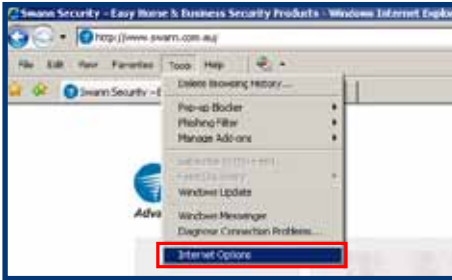 Swann Security - Easy Home & Business Security Products - Windows Internet Explo
http://www.swann.com.au/
File Edit View Favorites Tools Help
Swann Security -
Delete Browsing History...
Pop-up Blocker
Phishing Filter
Manage Add-ons
Windows Update
Windows Messenger
Diagnose Connection Problems...
Internet Options
Adva